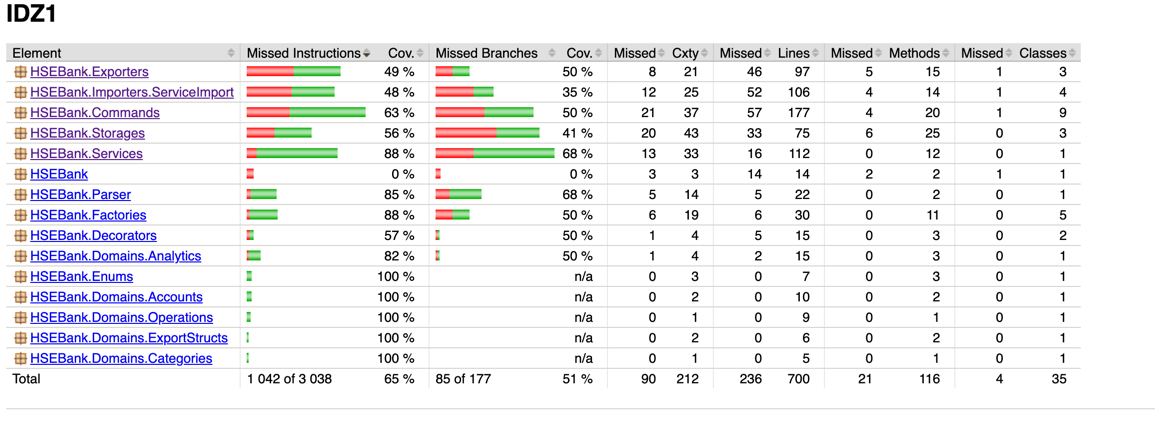 IDZ1
Element Missed Instructions Cov. Missed Branches Cov. Missed Cxty Missed Lines Missed Methods Missed Classes
HSEBank.Exporters 49 % 50 % 8 21 46 97 5 15 1 3
HSEBank.Importers.ServiceImport 48 % 35 % 12 25 52 106 4 14 1 4
HSEBank.Commands 63 % 50 % 21 37 57 177 4 20 1 9
HSEBank.Storages 56 % 41 % 20 43 33 75 6 25 0 3
HSEBank.Services 88 % 68 % 13 33 16 112 0 12 0 1
HSEBank 0 % 0 % 3 3 14 14 2 2 1 1
HSEBank.Parser 85 % 68 % 5 14 5 22 0 2 0 1
HSEBank.Factories 88 % 50 % 6 19 6 30 0 11 0 5
HSEBank.Decorators 57 % 50 % 1 4 5 15 0 3 0 2
HSEBank.Domains.Analytics 82 % 50 % 1 4 2 15 0 3 0 1
HSEBank.Enums 100 % n/a 0 3 0 7 0 3 0 1
HSEBank.Domains.Accounts 100 % n/a 0 2 0 10 0 2 0 1
HSEBank.Domains.Operations 100 % n/a 0 1 0 9 0 1 0 1
HSEBank.Domains.ExportStructs 100 % n/a 0 2 0 6 0 2 0 1
HSEBank.Domains.Categories 100 % n/a 0 1 0 5 0 1 0 1
Total 1 042 of 3 038 65 % 85 of 177 51 % 90 212 236 700 21 116 4 35